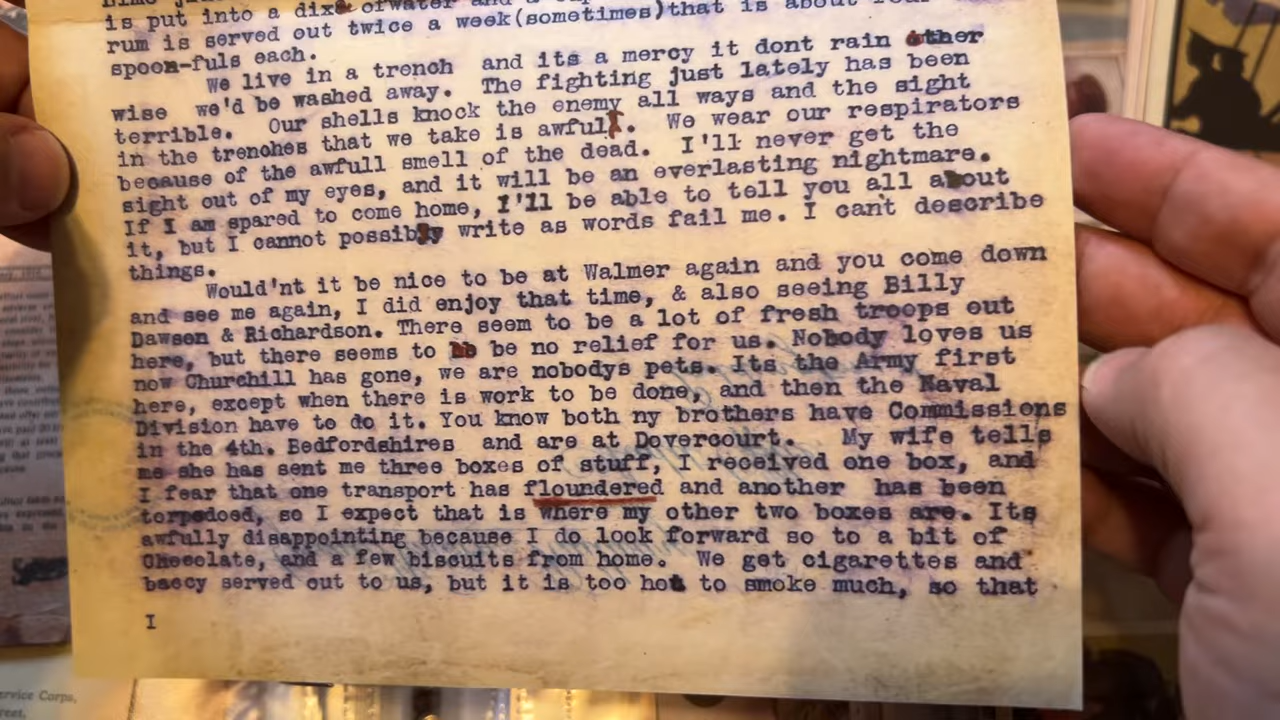 is put into a dixe ofwater and a
rum is served out twice a week(sometimes)that is about four
spoon-fuls each.
We live in a trench and its a mercy it dont rain other
wise we'd be washed away. The fighting just lately has been
terrible. Our shells knock the enemy all ways and the sight
in the trenches that we take is awful. We wear our respirators
because of the awfull smell of the dead. I'll never get the
sight out of my eyes, and it will be an everlasting nightmare.
If I am spared to come home, I'll be able to tell you all about
it, but I cannot possibly write as words fail me. I cant describe
things.
Would'nt it be nice to be at Walmer again and you come down
and see me again, I did enjoy that time, & also seeing Billy
Dawson & Richardson. There seem to be a lot of fresh troops out
here, but there seems to be no relief for us. Nobody loves us
now Churchill has gone, we are nobodys pets. Its the Army first
here, except when there is work to be done, and then the Naval
Division have to do it. You know both ny brothers have Commissions
in the 4th. Bedfordshires and are at Dovercourt. My wife tells
me she has sent me three boxes of stuff, I received one box, and
I fear that one transport has floundered and another has been
torpedoed, so I expect that is where my other two boxes are. Its
awfully disappointing because I do look forward so to a bit of
Chocolate, and a few biscuits from home. We get cigarettes and
baccy served out to us, but it is too hot to smoke much, so that
I
ervice Corps,
reet,